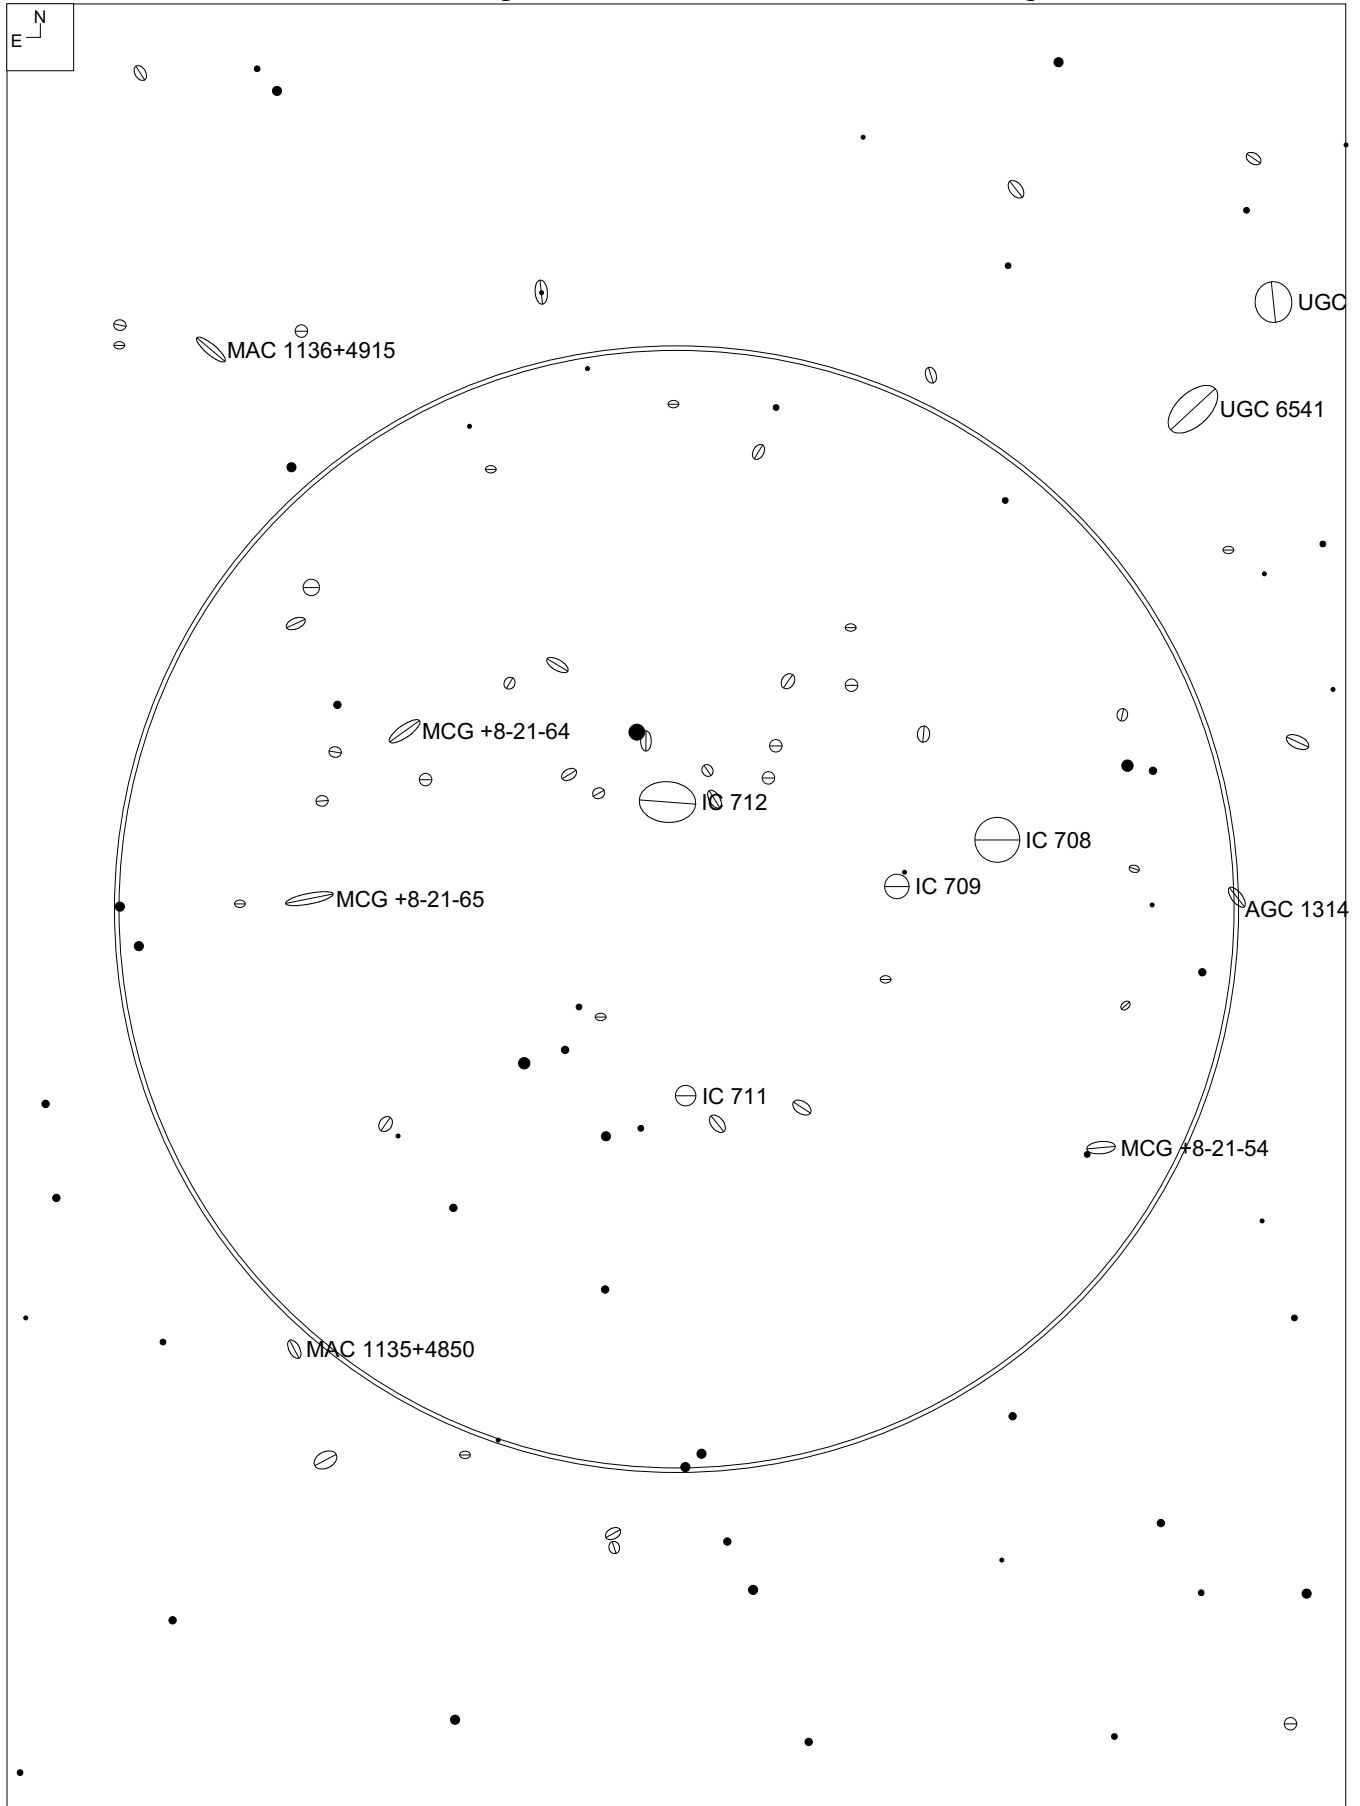 N
E
UGC
MAC 1136+4915
UGC 6541
MCG +8-21-64
IC 712
IC 708
IC 709
MCG +8-21-65
AGC 1314
IC 711
MCG +8-21-54
MAC 1135+4850